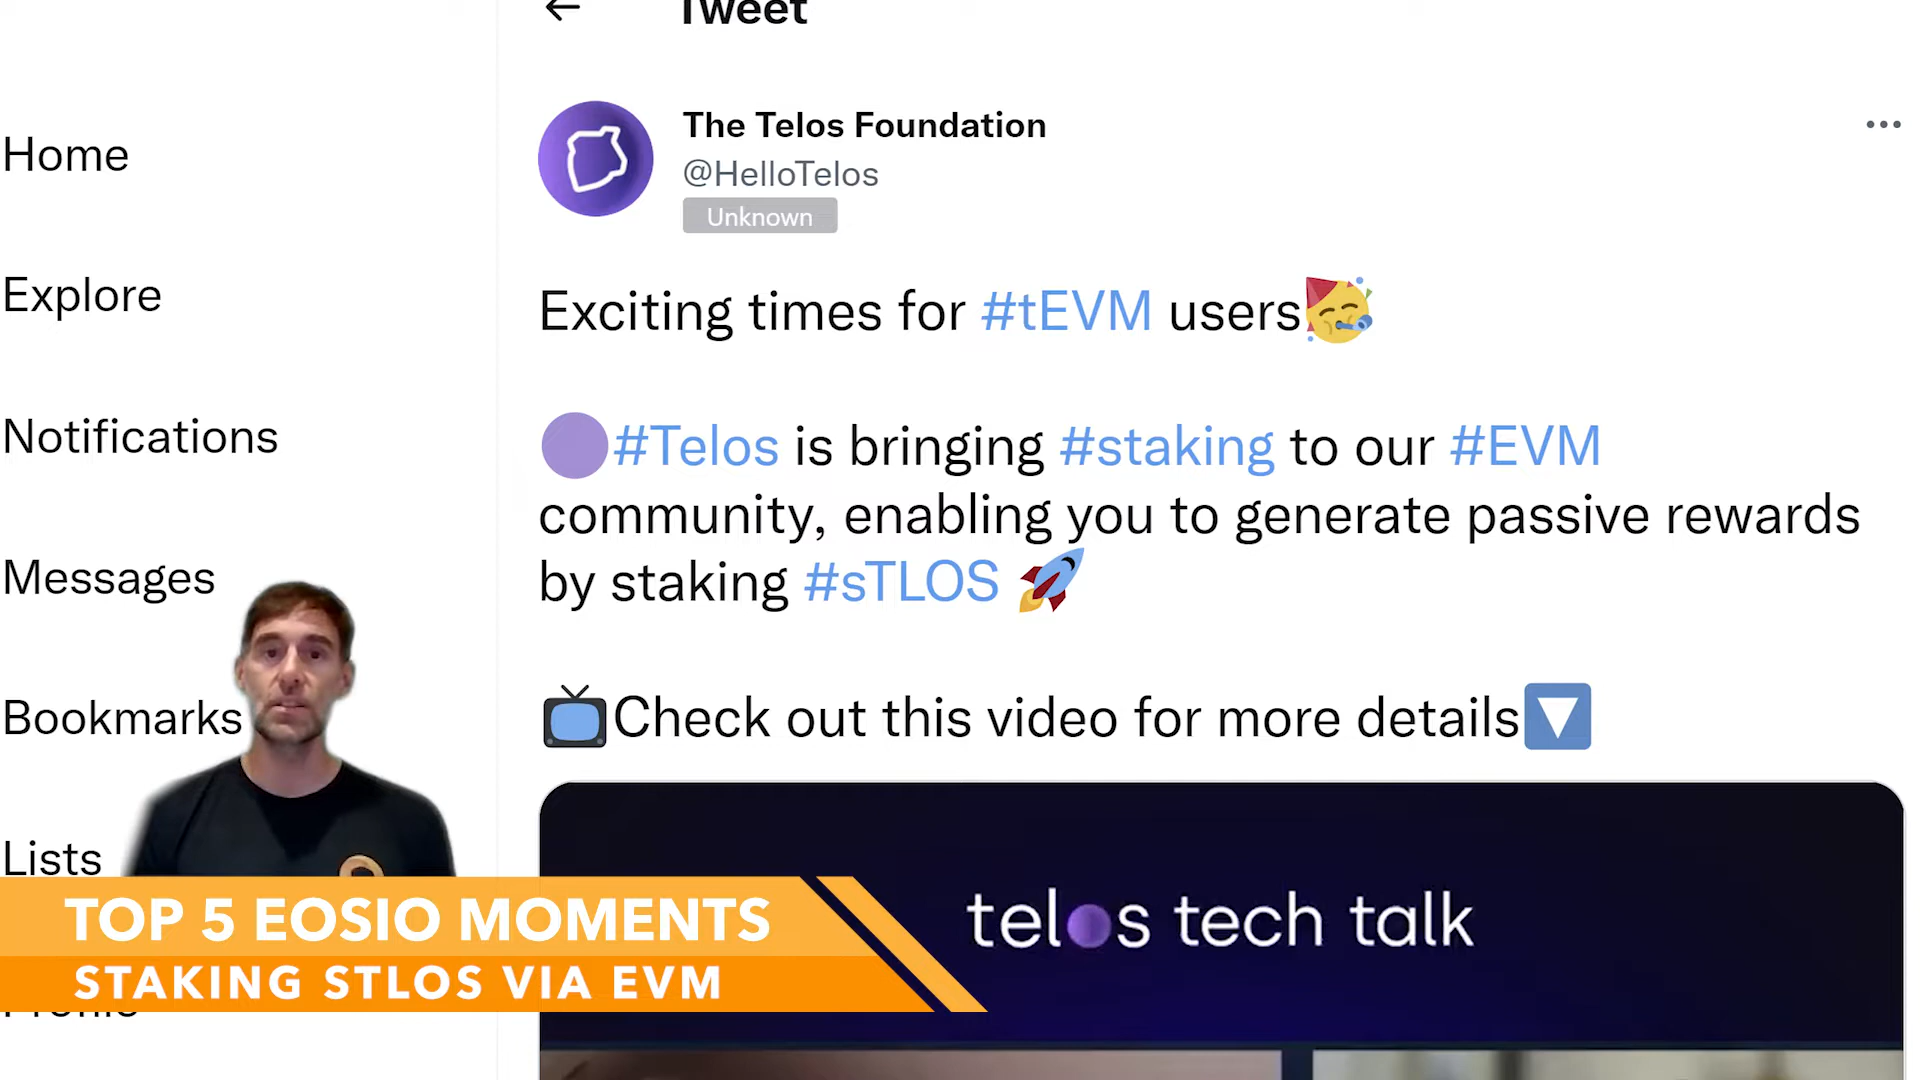 Tweet
Home
Explore
Notifications
Messages
Bookmarks
Lists
The Telos Foundation
@HelloTelos
Unknown
Exciting times for #tEVM users
#Telos is bringing #staking to our #EVM
community, enabling you to generate passive rewards
by staking #sTLOS
Check out this video for more details
telos tech talk
TOP 5 EOSIO MOMENTS
STAKING STLOS VIA EVM